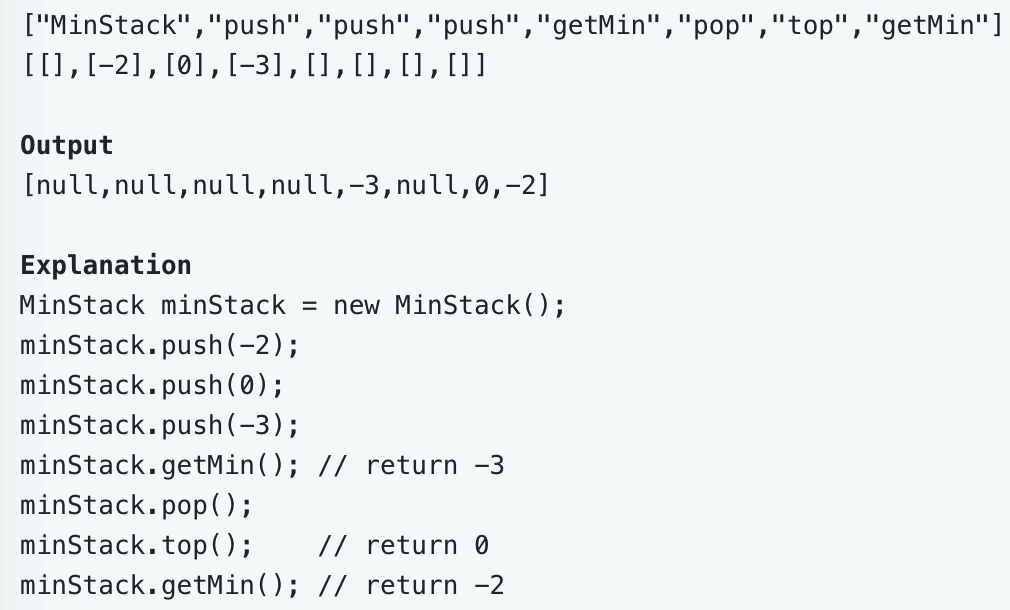 ["MinStack","push","push","push","getMin","pop","top","getMin"]
[[],[-2],[0],[-3],[],[],[],[]]
Output
[null,null,null,null,-3,null,0,-2]
Explanation
MinStack minStack = new MinStack();
minStack.push(-2);
minStack.push(0);
minStack.push(-3);
minStack.getMin(); // return -3
minStack.pop();
minStack.top();    // return 0
minStack.getMin(); // return -2